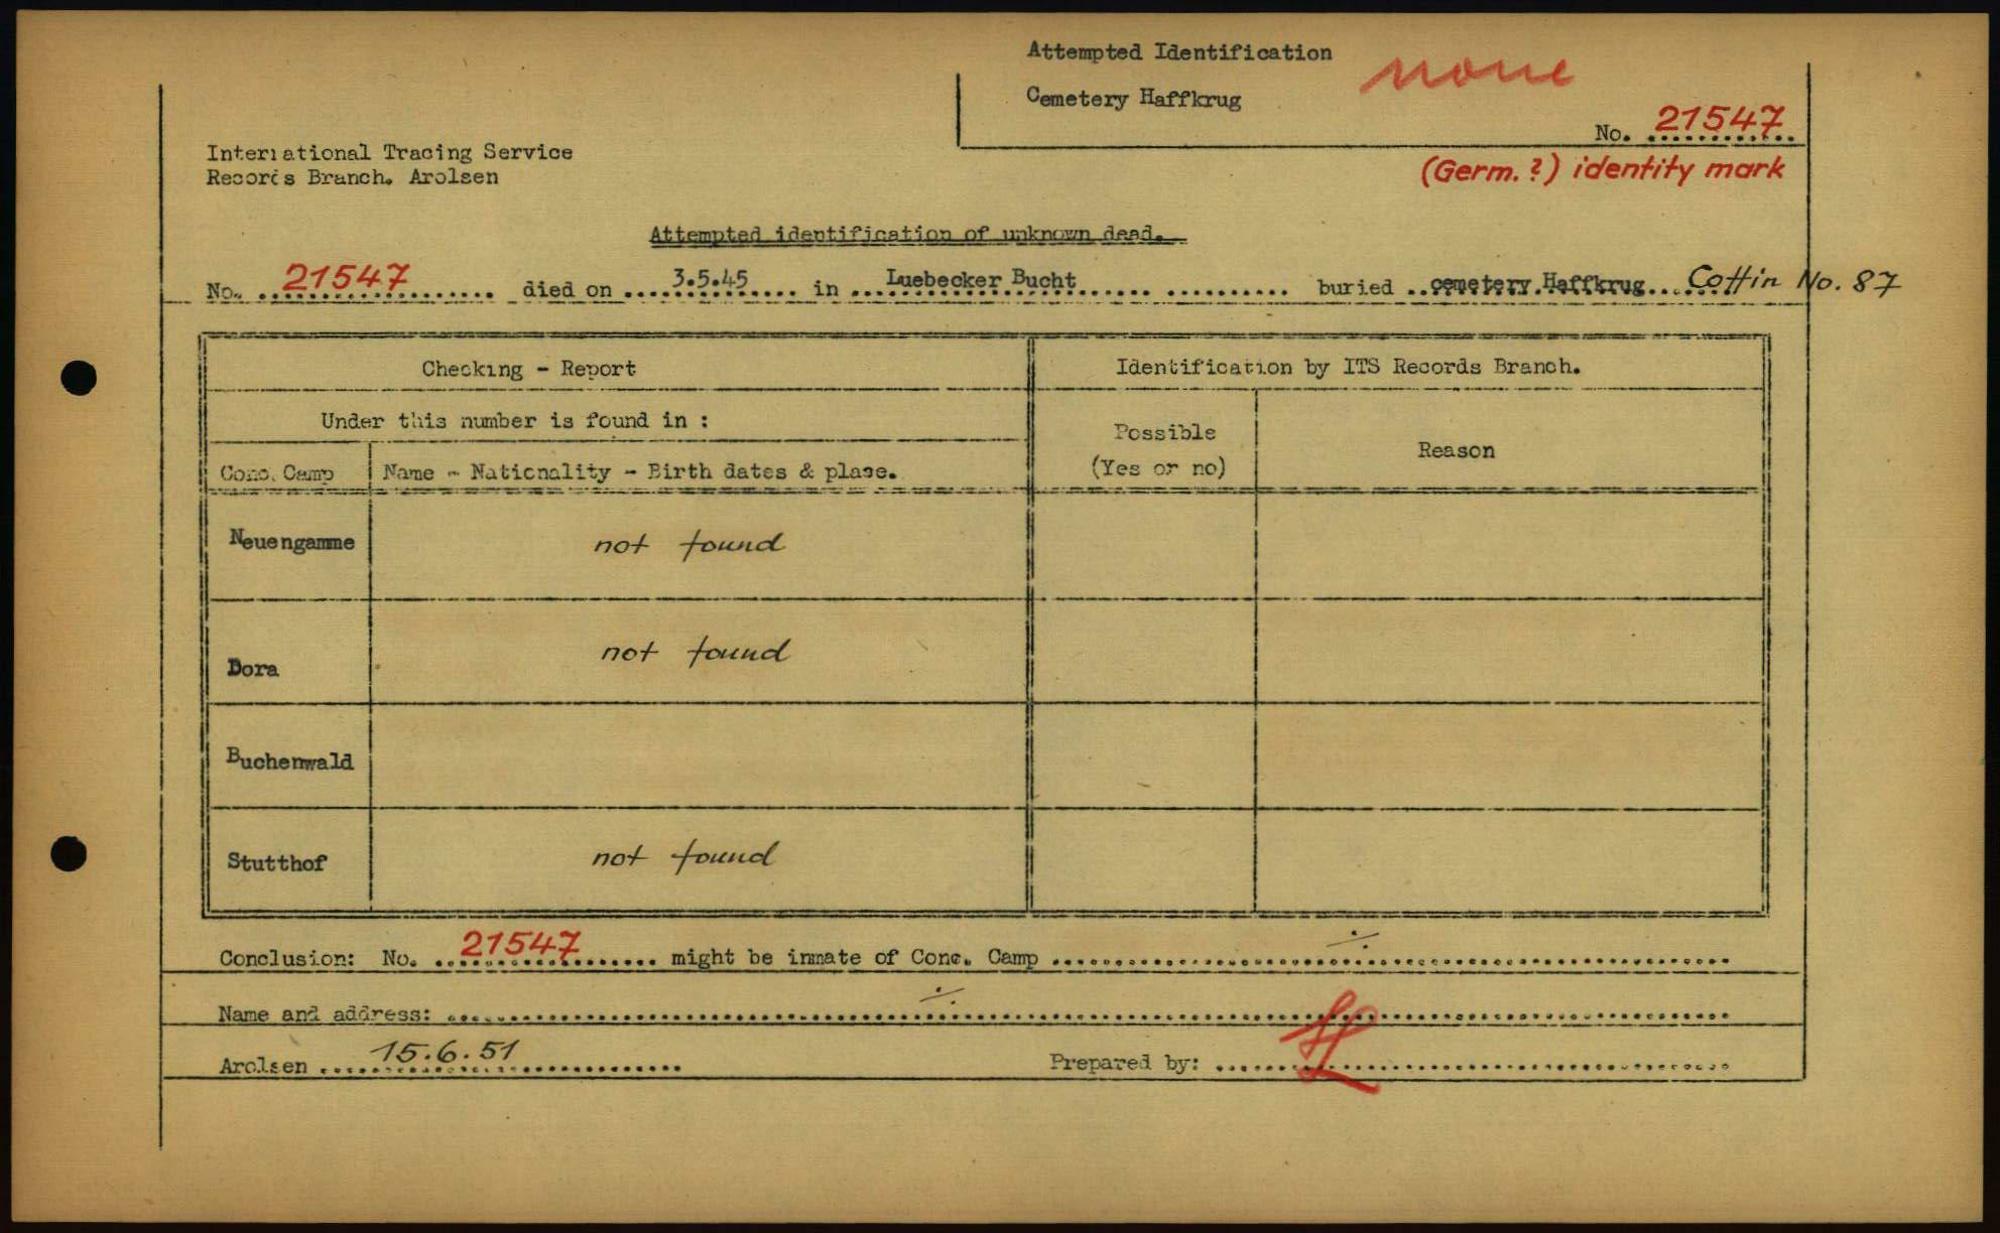 Attempted Identification
none
Cemetery Haffkrug
No. 21547
(Germ. ?) identity mark
International Tracing Service
Records Branch. Arolsen
Attempted identification of unknown dead.
No. 21547 died on 3.5.45 in Luebecker Bucht buried cemetery Haffkrug Coffin No. 87
Checking - Report
Identification by ITS Records Branch.
Under this number is found in :
Possible
(Yes or no)
Reason
Conc. Camp
Name - Nationality - Birth dates & place.
Neuengamme
not found
Dora
not found
Buchenwald
Stutthof
not found
Conclusion: No. 21547 might be inmate of Conc. Camp ./.
Name and address: ./.
Arolsen 15.6.51
Prepared by: